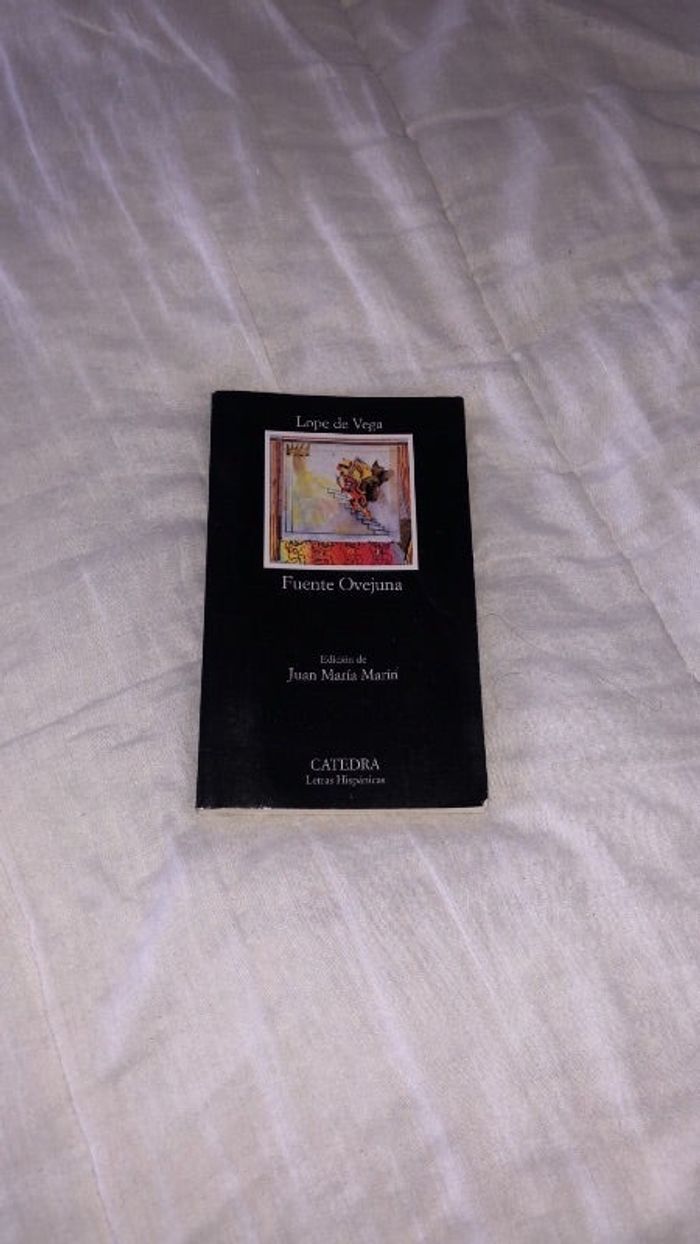 Lope de Vega
Fuente Ovejuna
Edición de
Juan María Marín
CATEDRA
Letras Hispánicas